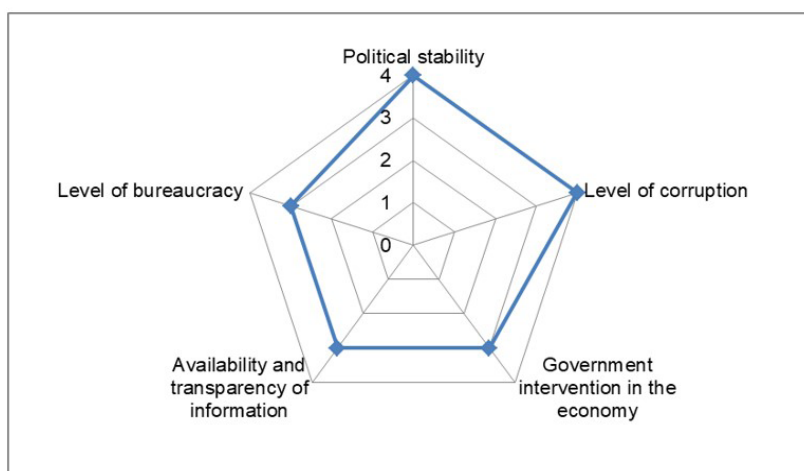 Political stability
4
3
2
1
0
Level of bureaucracy
Level of corruption
Availability and
transparency of
information
Government
intervention in the
economy